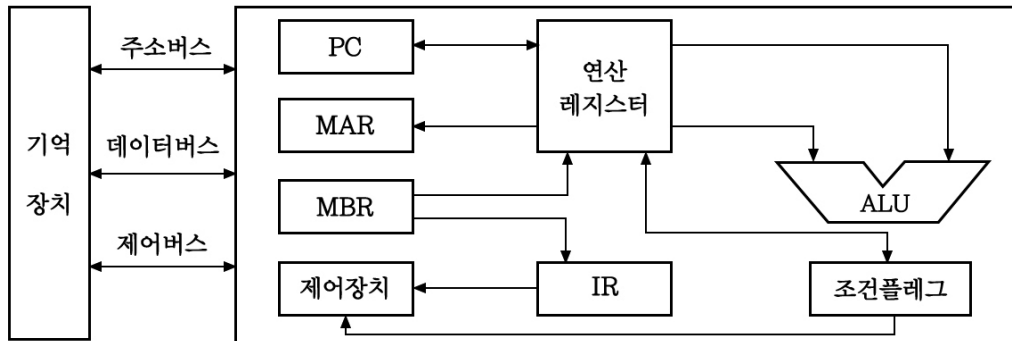 기억
장치
주소버스
데이터버스
제어버스
PC
MAR
MBR
제어장치
연산
레지스터
IR
ALU
조건플레그